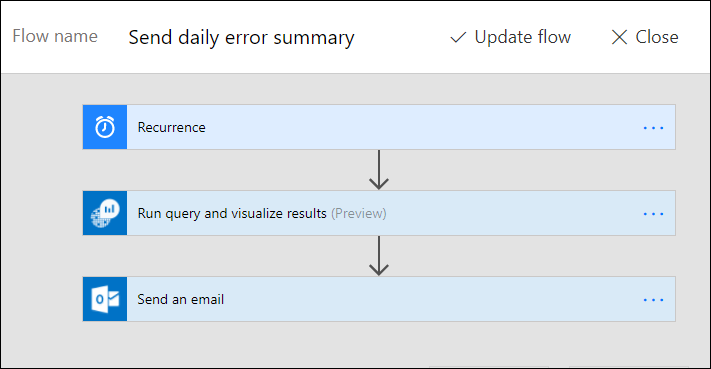 Flow name Send daily error summary Update flow Close
Recurrence
Run query and visualize results (Preview)
Send an email